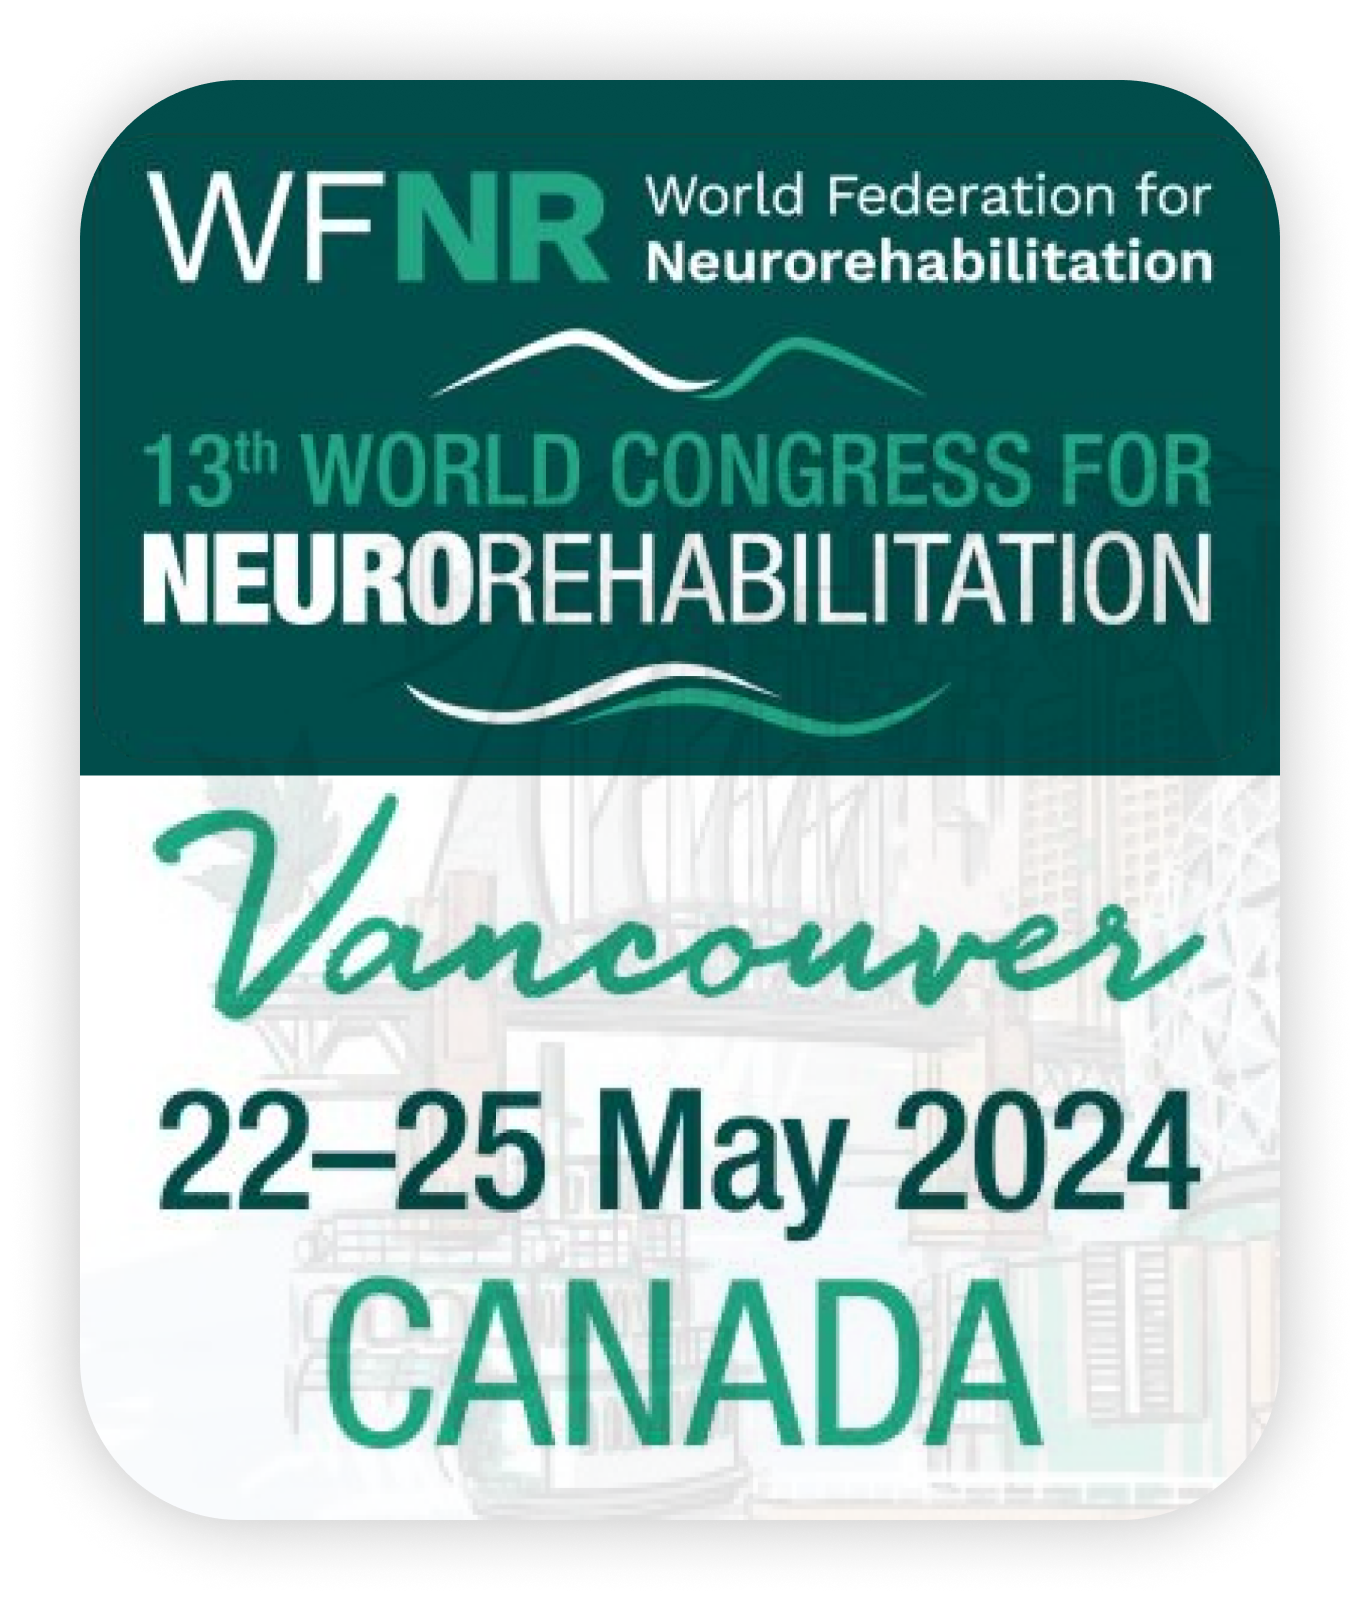 WFNR
World Federation for
Neurorehabilitation
13th WORLD CONGRESS FOR
NEUROREHABILITATION
Vancouver
22–25 May 2024
CANADA